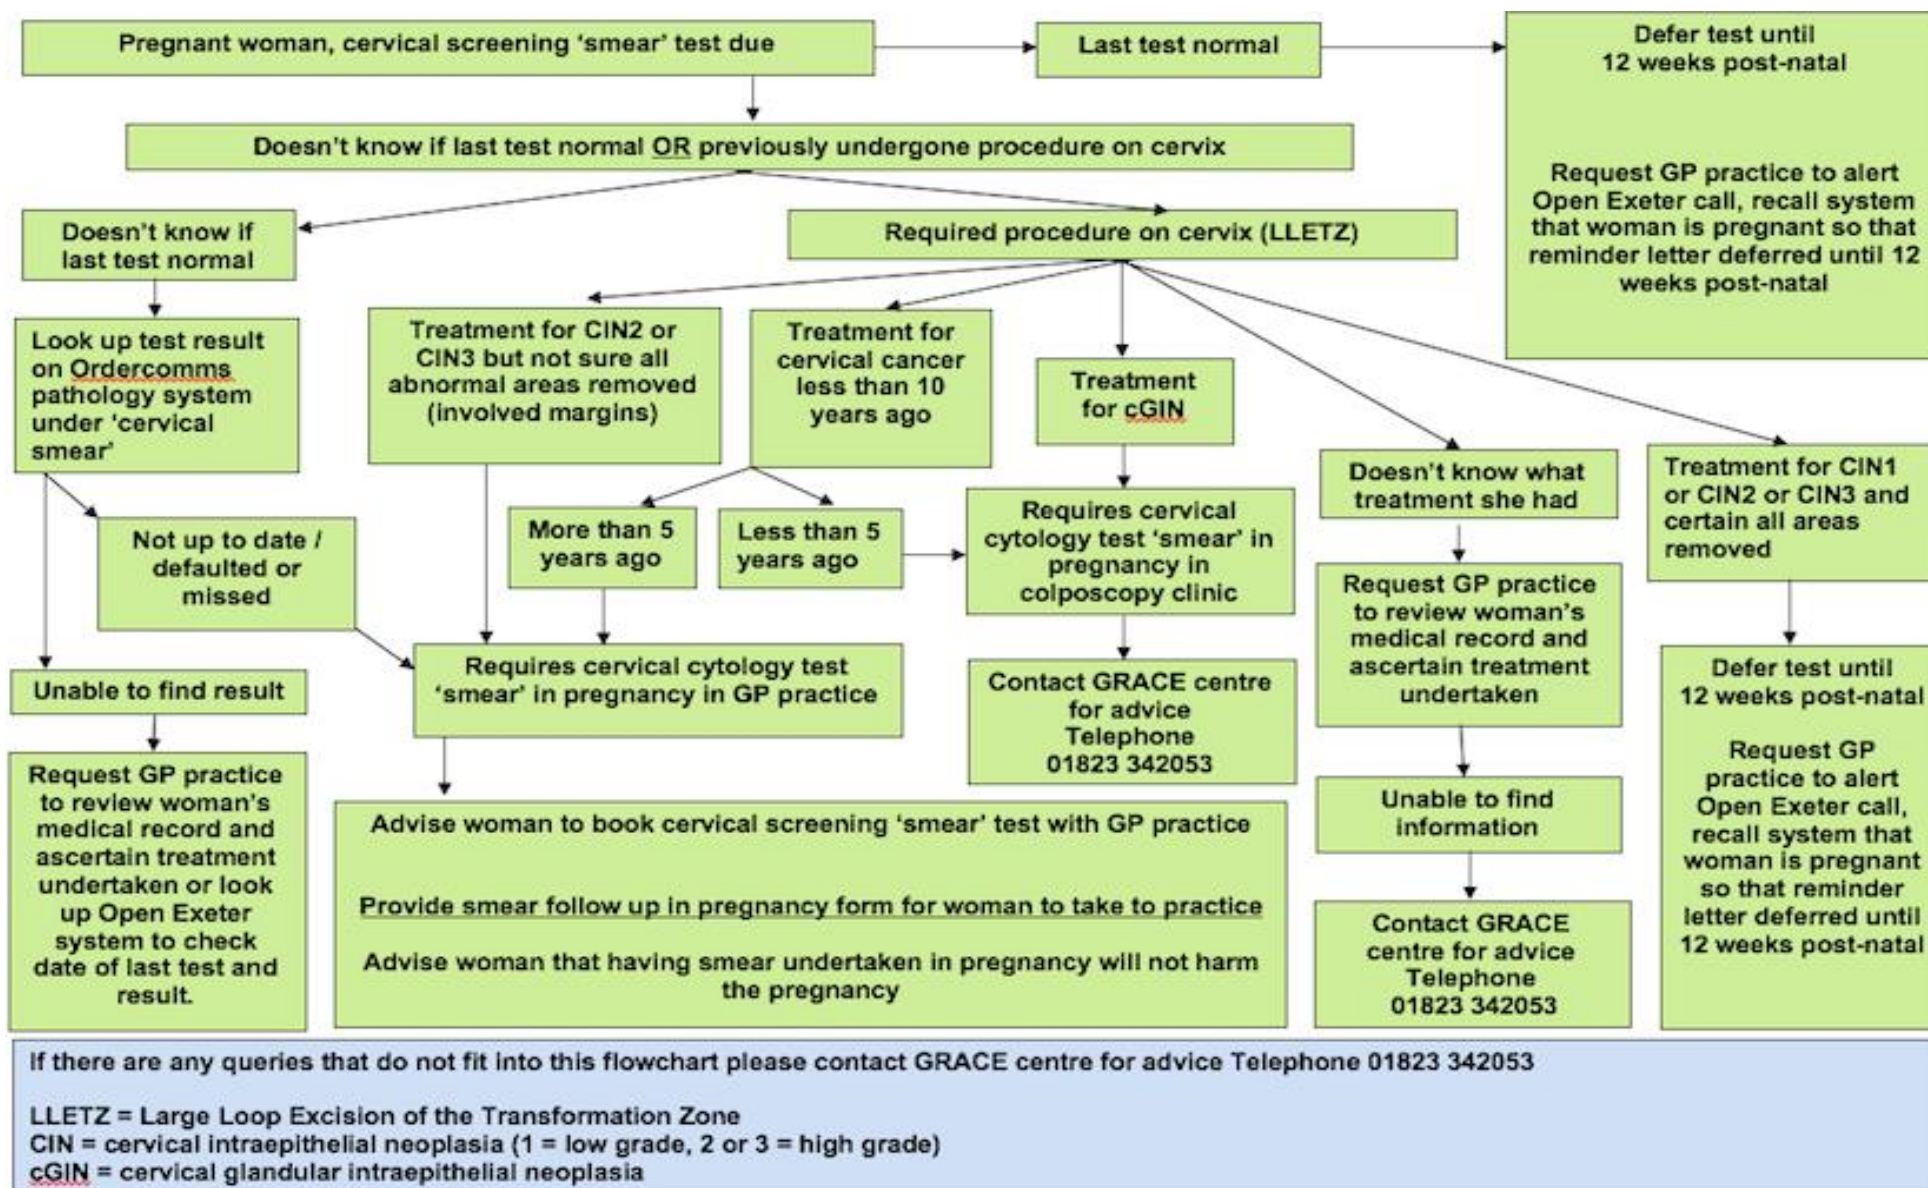 Pregnant woman, cervical screening ‘smear’ test due
Last test normal
Defer test until
12 weeks post-natal
Request GP practice to alert
Open Exeter call, recall system
that woman is pregnant so that
reminder letter deferred until 12
weeks post-natal
Doesn’t know if last test normal OR previously undergone procedure on cervix
Doesn’t know if
last test normal
Required procedure on cervix (LLETZ)
Look up test result
on Ordercomms
pathology system
under ‘cervical
smear’
Treatment for CIN2 or
CIN3 but not sure all
abnormal areas removed
(involved margins)
Treatment for
cervical cancer
less than 10
years ago
Treatment
for cGIN
Doesn’t know what
treatment she had
Treatment for CIN1
or CIN2 or CIN3 and
certain all areas
removed
Not up to date /
defaulted or
missed
More than 5
years ago
Less than 5
years ago
Requires cervical
cytology test ‘smear’ in
pregnancy in
colposcopy clinic
Request GP practice
to review woman’s
medical record and
ascertain treatment
undertaken
Unable to find result
Requires cervical cytology test
‘smear’ in pregnancy in GP practice
Contact GRACE centre
for advice
Telephone
01823 342053
Defer test until
12 weeks post-natal
Request GP
practice to alert
Open Exeter call,
recall system that
woman is pregnant
so that reminder
letter deferred until
12 weeks post-natal
Request GP practice
to review woman’s
medical record and
ascertain treatment
undertaken or look
up Open Exeter
system to check
date of last test and
result.
Advise woman to book cervical screening ‘smear’ test with GP practice
Provide smear follow up in pregnancy form for woman to take to practice
Advise woman that having smear undertaken in pregnancy will not harm
the pregnancy
Unable to find
information
Contact GRACE
centre for advice
Telephone
01823 342053
If there are any queries that do not fit into this flowchart please contact GRACE centre for advice Telephone 01823 342053
LLETZ = Large Loop Excision of the Transformation Zone
CIN = cervical intraepithelial neoplasia (1 = low grade, 2 or 3 = high grade)
cGIN = cervical glandular intraepithelial neoplasia